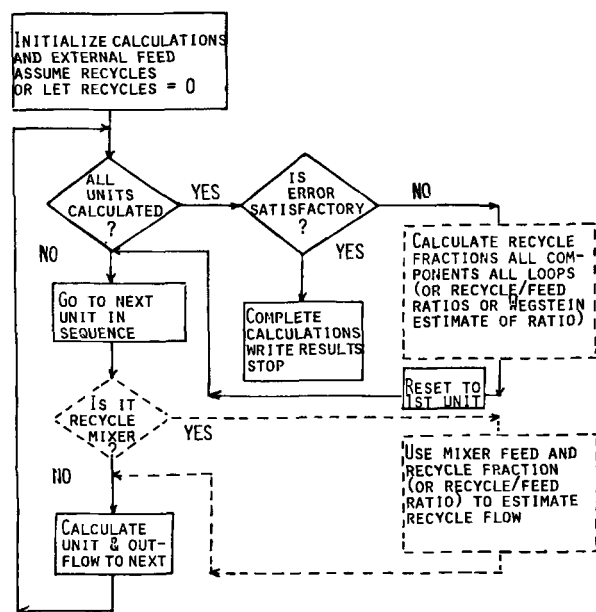 INITIALIZE CALCULATIONS
AND EXTERNAL FEED
ASSUME RECYCLES
OR LET RECYCLES = 0
ALL
UNITS
CALCULATED
?
YES
NO
IS
ERROR
SATISFACTORY
?
NO
YES
CALCULATE RECYCLE
FRACTIONS ALL COM-
PONENTS ALL LOOPS
(OR RECYCLE/FEED
RATIOS OR WEGSTEIN
ESTIMATE OF RATIO)
GO TO NEXT
UNIT IN
SEQUENCE
COMPLETE
CALCULATIONS
WRITE RESULTS
STOP
RESET TO
1ST UNIT
IS IT
RECYCLE
MIXER
?
YES
NO
USE MIXER FEED AND
RECYCLE FRACTION
(OR RECYCLE/FEED
RATIO) TO ESTIMATE
RECYCLE FLOW
CALCULATE
UNIT & OUT-
FLOW TO NEXT